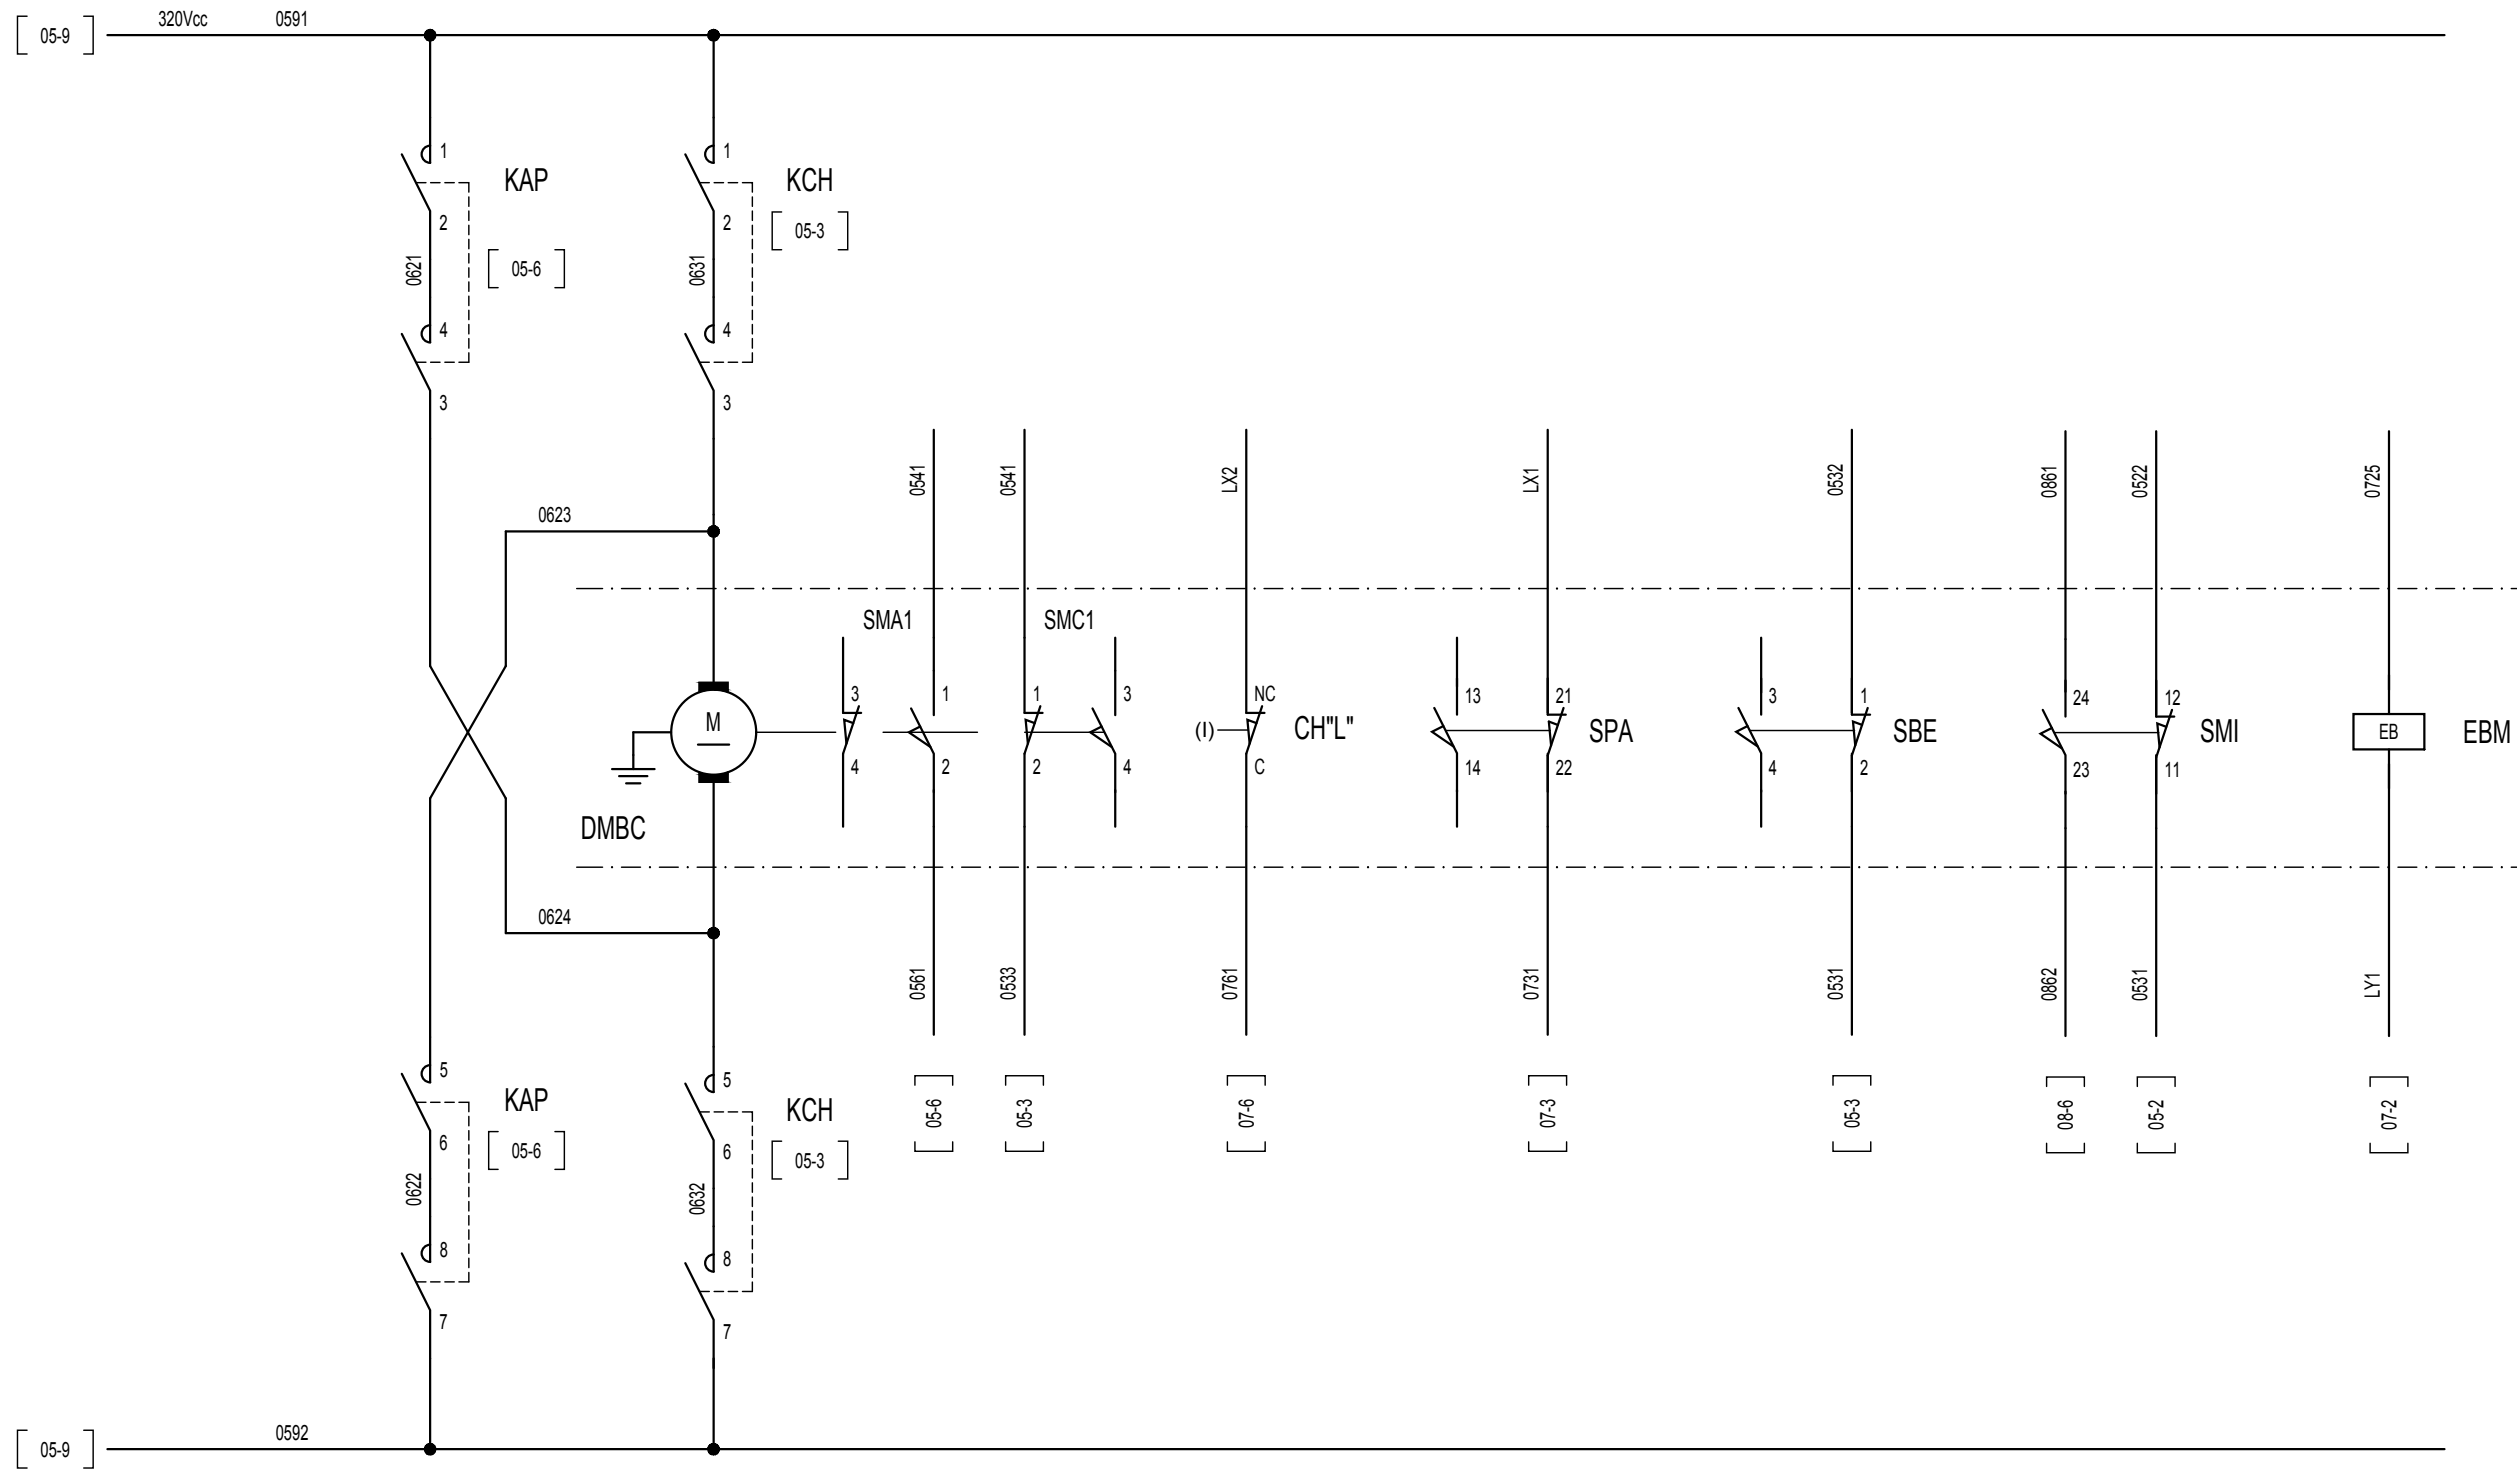 320Vcc 0591
05-9
1 1
KAP KCH
2 2
05-3
0621 05-6 0631
4 4
3 3
0541 0541 LX2 LX1 0532 0861 0522 0725
0623
SMA1 SMC1
3 1 1 3 NC 13 21 3 1 24 12
M (I) CH"L" SPA SBE SMI EB EBM
4 2 2 4 C 14 22 4 2 23 11
DMBC
0624
0561 0533 0761 0731 0531 0862 0531 LY1
5 5
KAP KCH
05-6 05-3 07-6 07-3 05-3 08-6 05-2 07-2
6 6
05-6 05-3
0622 0632
8 8
7 7
0592
05-9